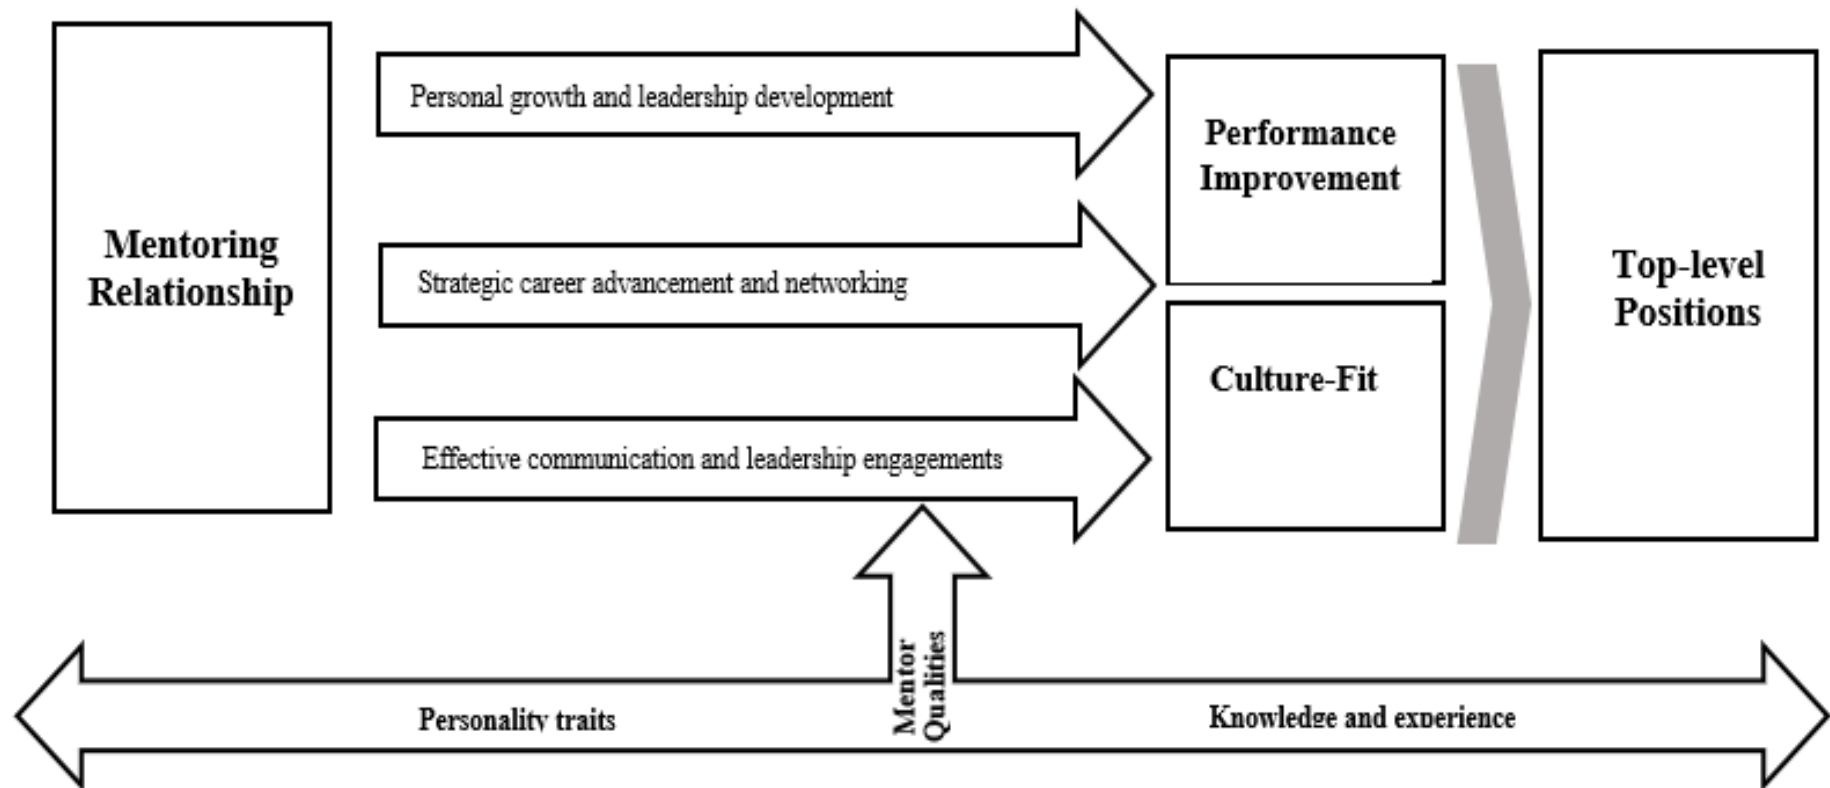 Mentoring
Relationship
Personal growth and leadership development
Strategic career advancement and networking
Effective communication and leadership engagements
Performance
Improvement
Culture-Fit
Top-level
Positions
Mentor
Qualities
Personality traits
Knowledge and experience